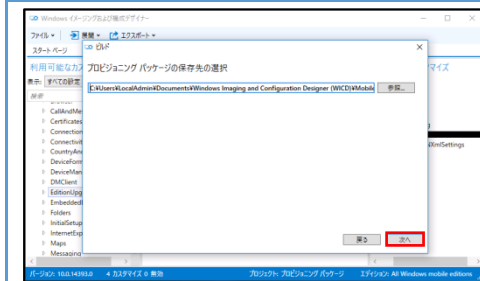 Windows イメージングおよび構成デザイナー
ファイル 展開 エクスポート
スタート ページ
ビルド
利用可能なカス
マイズ
プロビジョニング パッケージの保存先の選択
表示: すべての設定
C:¥Users¥LocalAdmin¥Documents¥Windows Imaging and Configuration Designer (WICD)¥Mobile 参照...
検索
CallAndMe
Certificates
Connection
Connectivit
CountryAn
DeviceForm
DeviceMan
DMClient
EditionUpg
Embedded
Folders
InitialSetup
InternetExp
Maps
Messaging
XmlSettings
戻る 次へ
バージョン: 10.0.14393.0 4 カスタマイズ 0 無効 プロジェクト: プロビジョニング パッケージ エディション: All Windows mobile editions